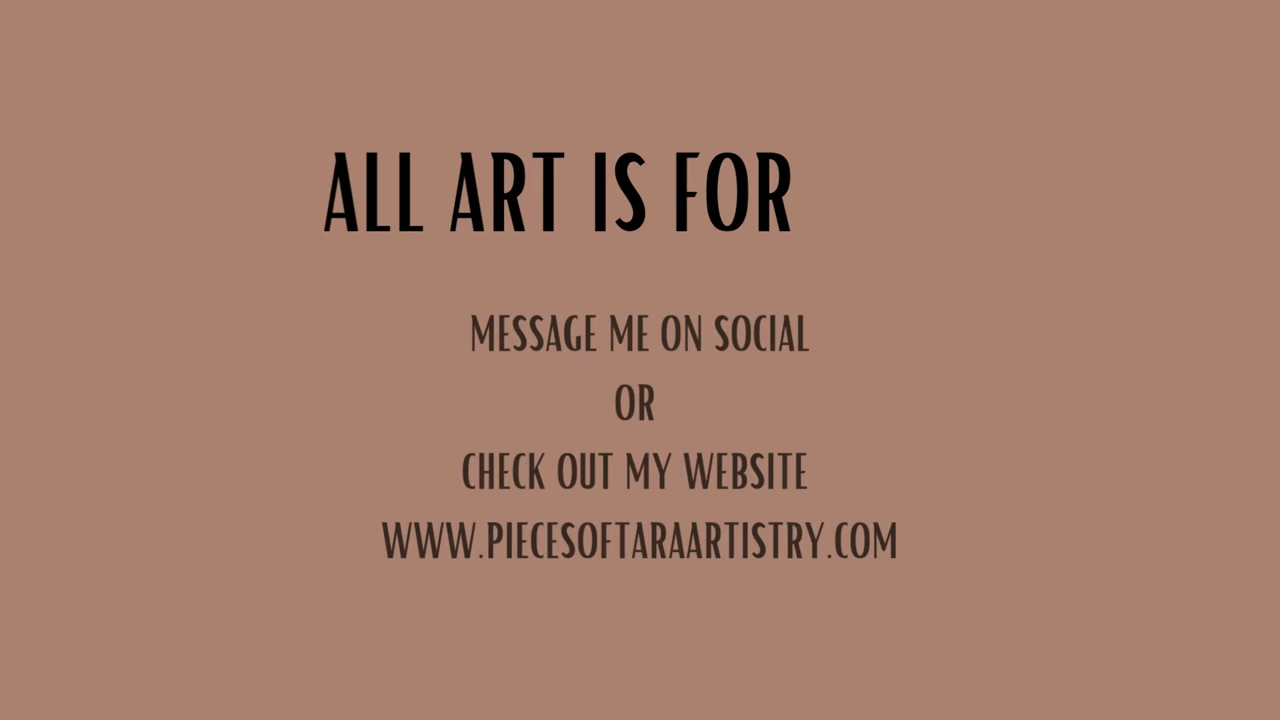 ALL ART IS FOR
MESSAGE ME ON SOCIAL
OR
CHECK OUT MY WEBSITE
WWW.PIECESOFTARAARTISTRY.COM